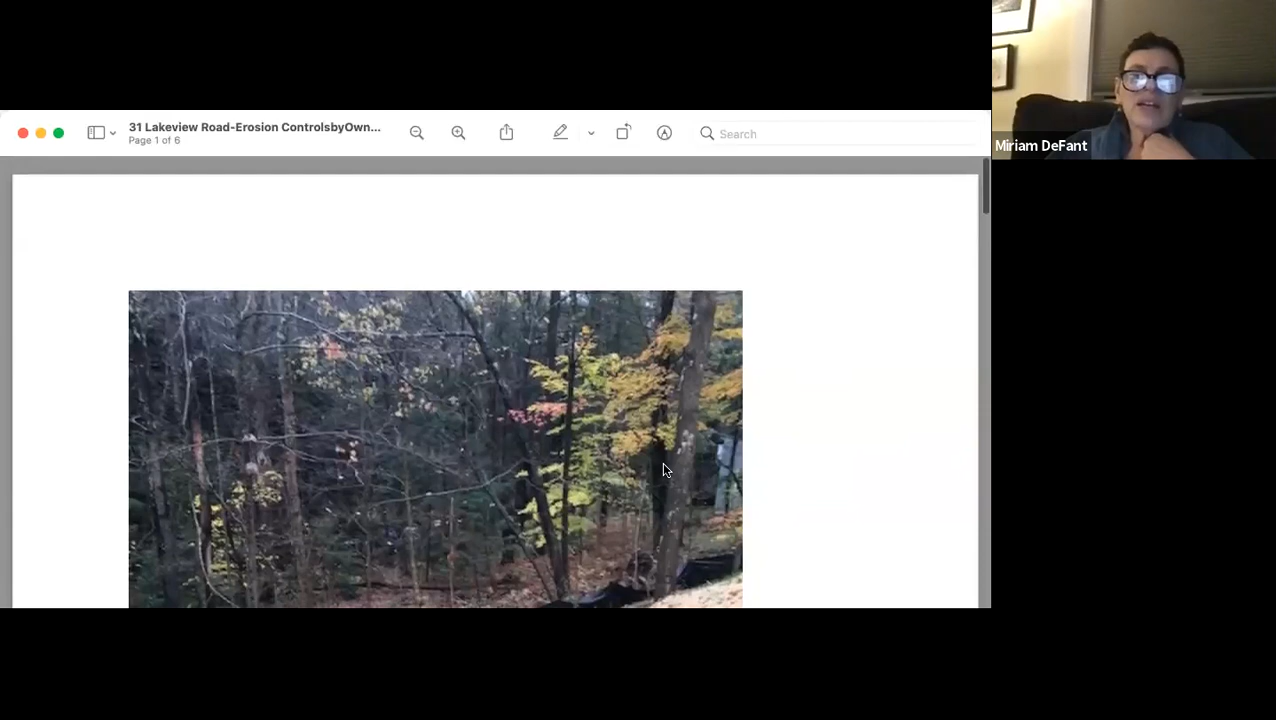 31 Lakeview Road-Erosion ControlsbyOwn...
Page 1 of 6
Search
Miriam DeFant